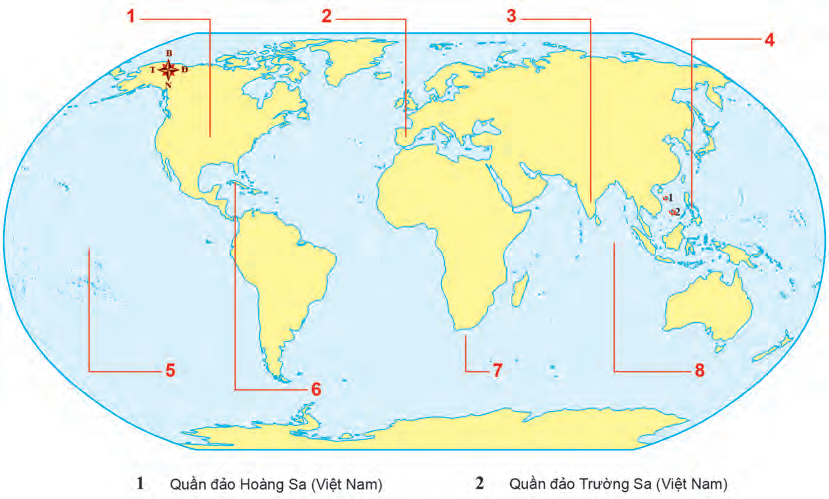 1 2 3 4
B
T Đ
N
1
2
5 6 7 8
1 Quần đảo Hoàng Sa (Việt Nam) 2 Quần đảo Trường Sa (Việt Nam)